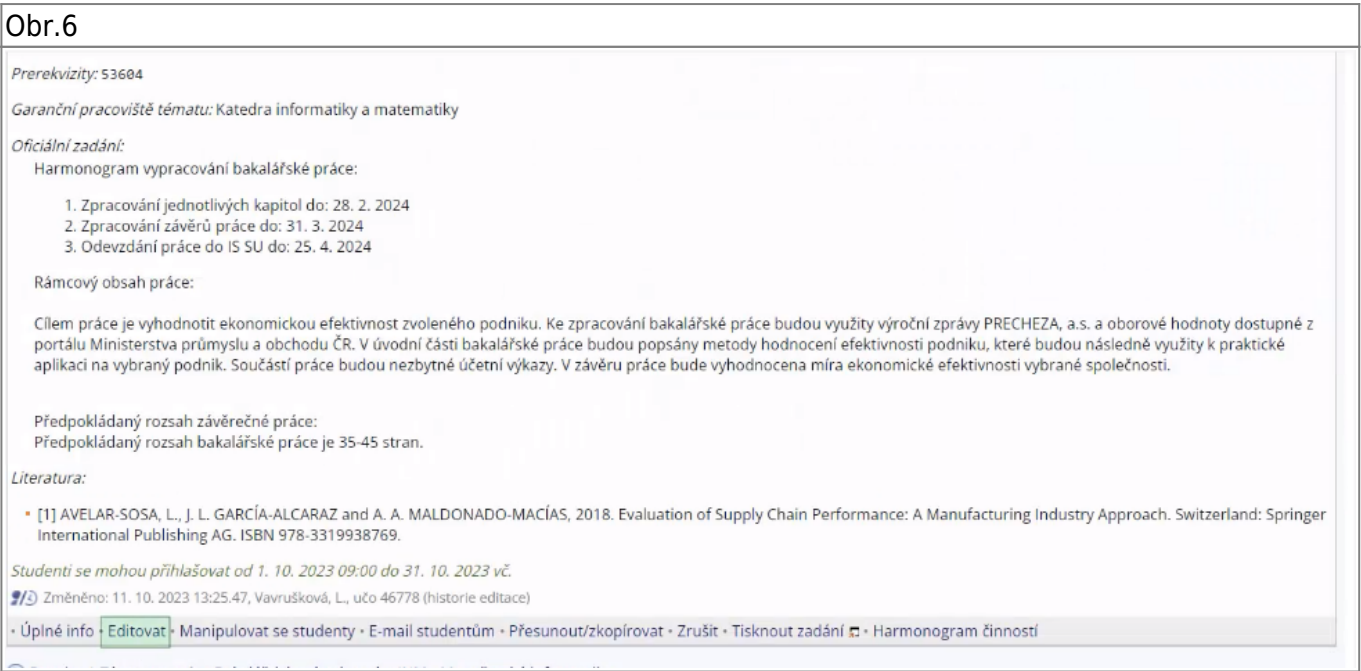 Obr.6
Prerekvizity: 53604
Garanční pracoviště tématu: Katedra informatiky a matematiky
Oficiální zadání:
Harmonogram vypracování bakalářské práce:
1. Zpracování jednotlivých kapitol do: 28. 2. 2024
2. Zpracování závěrů práce do: 31. 3. 2024
3. Odevzdání práce do IS SU do: 25. 4. 2024
Rámcový obsah práce:
Cílem práce je vyhodnotit ekonomickou efektivnost zvoleného podniku. Ke zpracování bakalářské práce budou využity výroční zprávy PRECHEZA, a.s. a oborové hodnoty dostupné z
portálu Ministerstva průmyslu a obchodu ČR. V úvodní části bakalářské práce budou popsány metody hodnocení efektivnosti podniku, které budou následně využity k praktické
aplikaci na vybraný podnik. Součástí práce budou nezbytné účetní výkazy. V závěru práce bude vyhodnocena míra ekonomické efektivnosti vybrané společnosti.
Předpokládaný rozsah závěrečné práce:
Předpokládaný rozsah bakalářské práce je 35-45 stran.
Literatura:
▪ [1] AVELAR-SOSA, L., J. L. GARCÍA-ALCARAZ and A. A. MALDONADO-MACÍAS, 2018. Evaluation of Supply Chain Performance: A Manufacturing Industry Approach. Switzerland: Springer
International Publishing AG. ISBN 978-3319938769.
Studenti se mohou přihlašovat od 1. 10. 2023 09:00 do 31. 10. 2023 vč.
Změněno: 11. 10. 2023 13:25.47, Vavrušková, L., učo 46778 (historie editace)
• Úplné info • Editovat • Manipulovat se studenty • E-mail studentům • Přesunout/zkopírovat • Zrušit • Tisknout zadání • Harmonogram činností